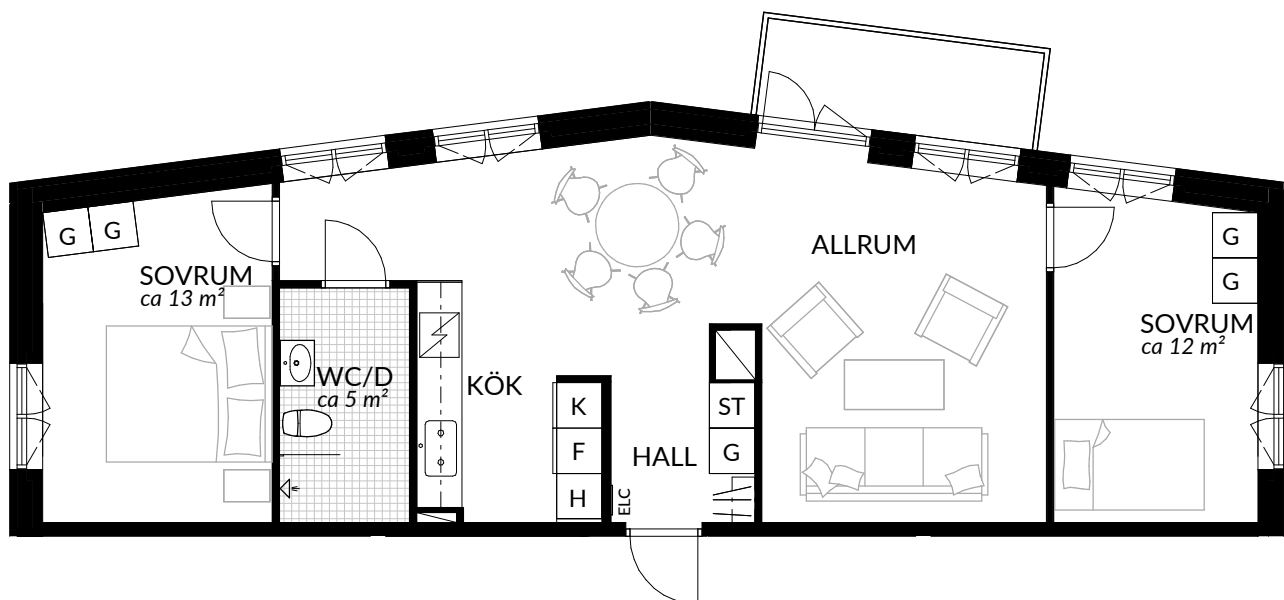 G
G
SOVRUM
ca 13 m²
WC/D
ca 5 m²
KÖK
K
F
H
HALL
ELC
ST
G
ALLRUM
G
G
SOVRUM
ca 12 m²